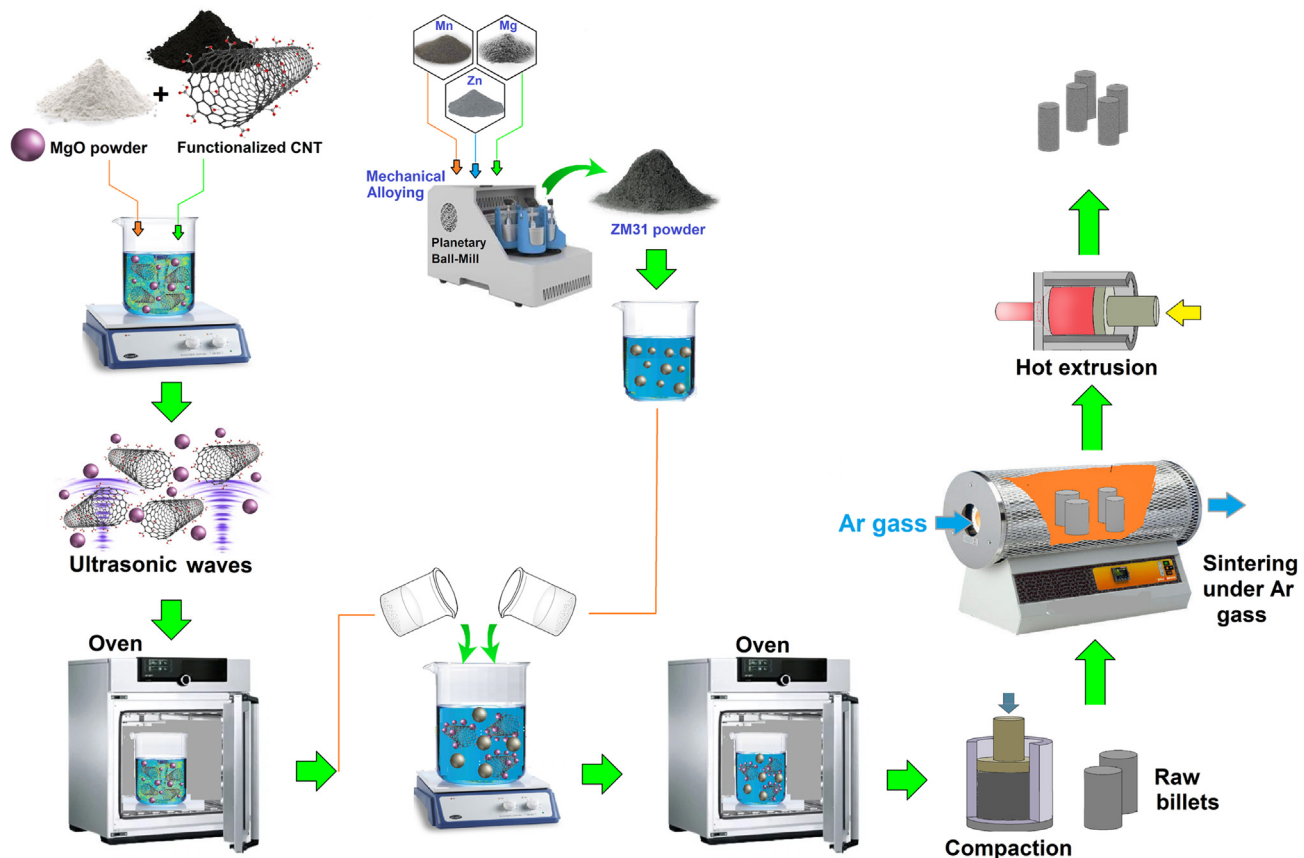 MgO powder
+
Functionalized CNT
Mn
Mg
Zn
Mechanical
Alloying
Planetary
Ball-Mill
ZM31 powder
Ultrasonic waves
Oven
Oven
Compaction
Raw
billets
Ar gass
Sintering
under Ar
gass
Hot extrusion